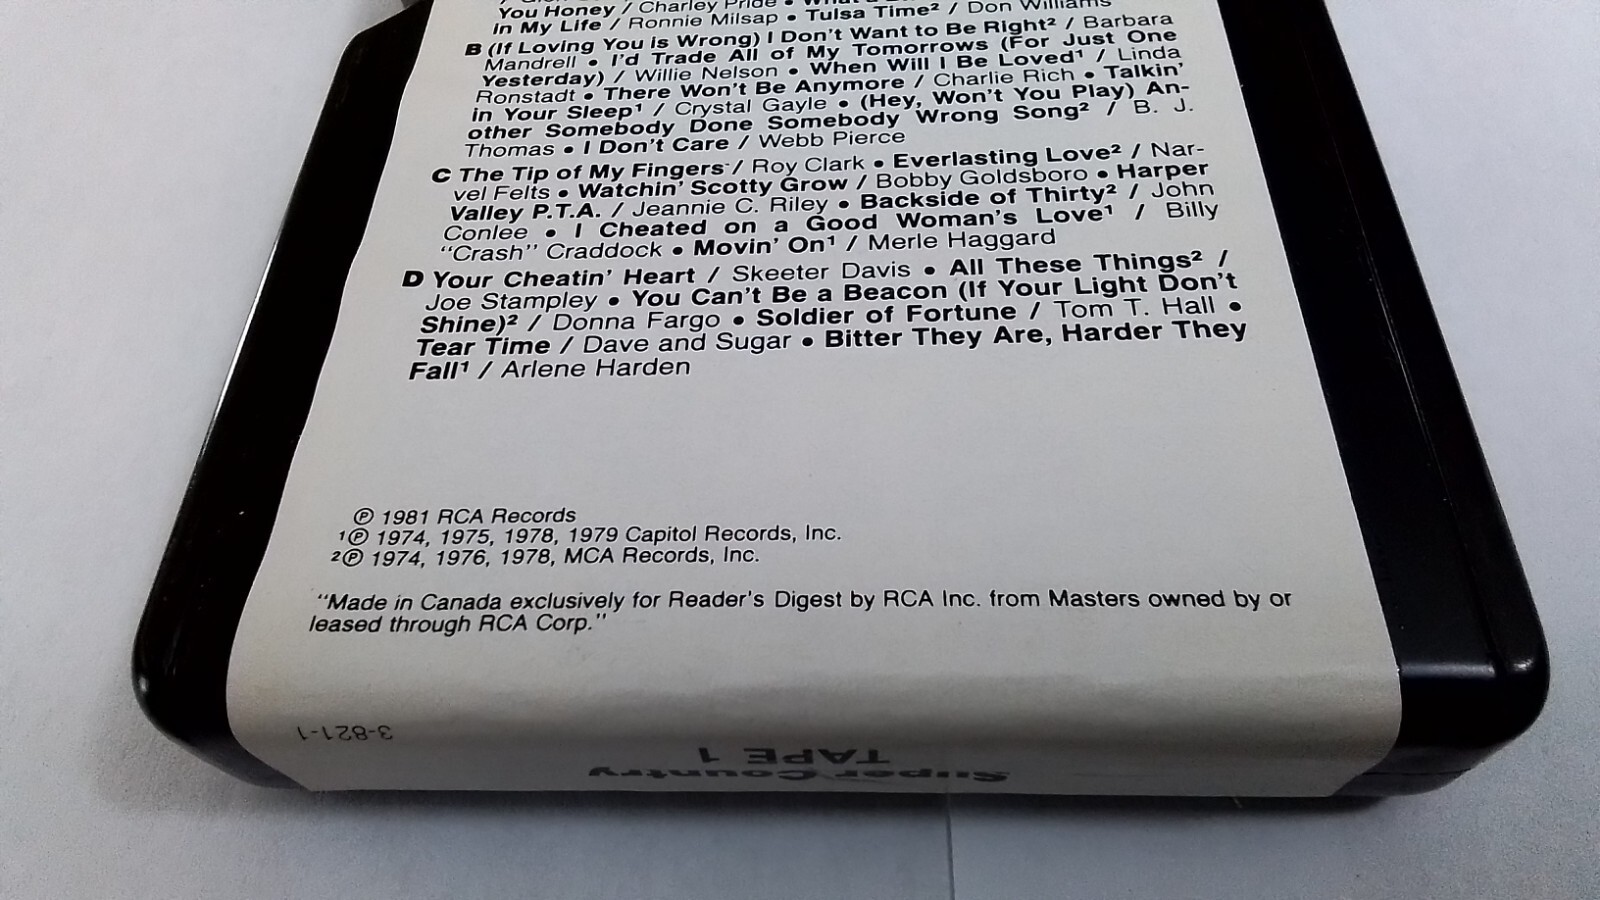 You Honey / Charley Pride •
in My Life / Ronnie Milsap • Tulsa Time² / Don Williams
B (If Loving You is Wrong) I Don't Want to Be Right² / Barbara
Mandrell • I'd Trade All of My Tomorrows (For Just One
Yesterday) / Willie Nelson • When Will I Be Loved¹ / Linda
Ronstadt • There Won't Be Anymore / Charlie Rich • Talkin'
in Your Sleep¹ / Crystal Gayle • (Hey, Won't You Play) An-
other Somebody Done Somebody Wrong Song² / B. J.
Thomas • I Don't Care / Webb Pierce
C The Tip of My Fingers / Roy Clark • Everlasting Love² / Nar-
vel Felts • Watchin' Scotty Grow / Bobby Goldsboro • Harper
Valley P.T.A. / Jeannie C. Riley • Backside of Thirty² / John
Conlee • I Cheated on a Good Woman's Love¹ / Billy
"Crash" Craddock • Movin' On¹ / Merle Haggard
D Your Cheatin' Heart / Skeeter Davis • All These Things² /
Joe Stampley • You Can't Be a Beacon (If Your Light Don't
Shine)² / Donna Fargo • Soldier of Fortune / Tom T. Hall •
Tear Time / Dave and Sugar • Bitter They Are, Harder They
Fall¹ / Arlene Harden
℗ 1981 RCA Records
¹℗ 1974, 1975, 1978, 1979 Capitol Records, Inc.
²℗ 1974, 1976, 1978, MCA Records, Inc.
"Made in Canada exclusively for Reader's Digest by RCA Inc. from Masters owned by or
leased through RCA Corp."
3-821-1
TAPE 1
Super Country